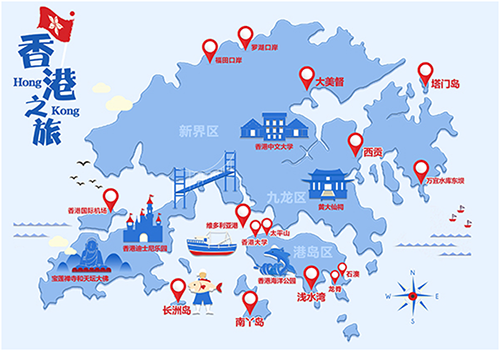 香港之旅
Hong
Kong
罗湖口岸
福田口岸
大美督
塔门岛
新界区
香港中文大学
西贡
万宜水库东坝
九龙区
黄大仙祠
香港国际机场
维多利亚港
太平山
香港大学
香港迪士尼乐园
港岛区
宝莲禅寺和天坛大佛
香港海洋公园
石澳
龙脊
浅水湾
长洲岛
南丫岛
N
W
E
S